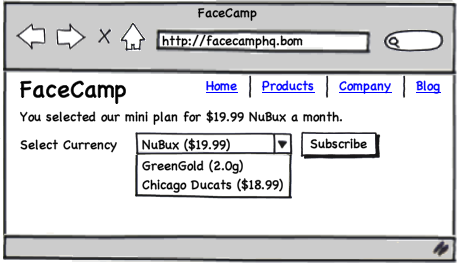 FaceCamp
http://facecamphq.bom
FaceCamp
Home Products Company Blog
You selected our mini plan for $19.99 NuBux a month.
Select Currency NuBux ($19.99) Subscribe
GreenGold (2.0g)
Chicago Ducats ($18.99)